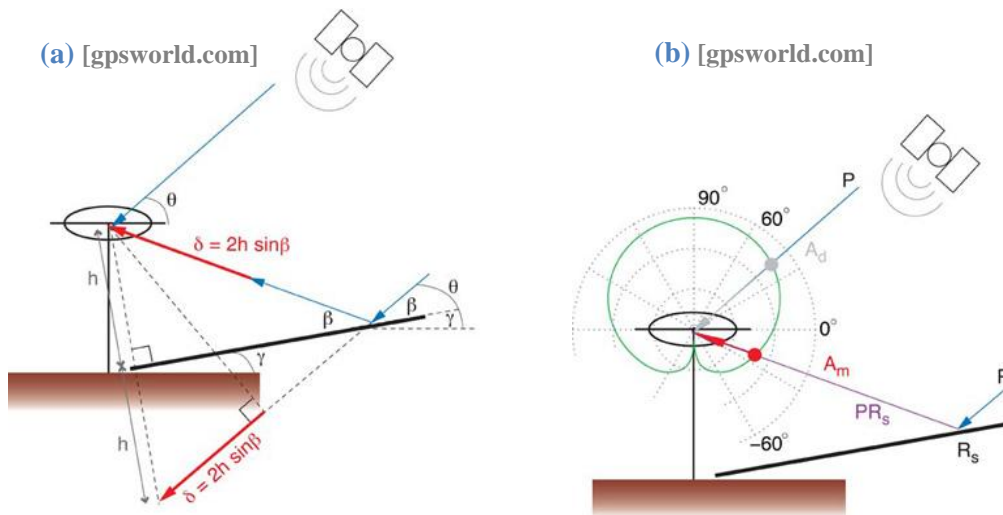 (a) [gpsworld.com]
θ
δ = 2h sinβ
h
θ
β
β
γ
γ
h
δ = 2h sinβ
(b) [gpsworld.com]
P
90°
60°
A_d
0°
A_m
P
PR_s
−60°
R_s